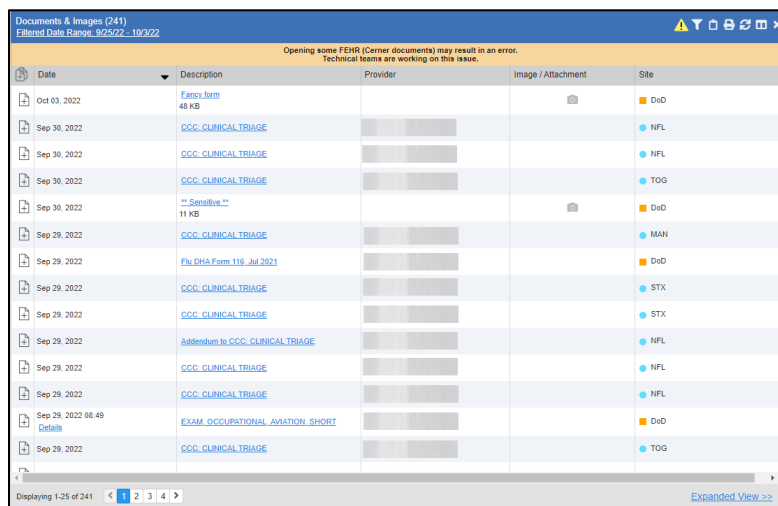 Documents & Images (241)
Filtered Date Range: 9/25/22 - 10/3/22
Opening some FEHR (Cerner documents) may result in an error.
Technical teams are working on this issue.
Date Description Provider Image / Attachment Site
Oct 03, 2022 Fancy form DoD
48 KB
Sep 30, 2022 CCC: CLINICAL TRIAGE NFL
Sep 30, 2022 CCC: CLINICAL TRIAGE NFL
Sep 30, 2022 CCC: CLINICAL TRIAGE TOG
Sep 30, 2022 ** Sensitive ** DoD
11 KB
Sep 29, 2022 CCC: CLINICAL TRIAGE MAN
Sep 29, 2022 Flu DHA Form 116, Jul 2021 DoD
Sep 29, 2022 CCC: CLINICAL TRIAGE STX
Sep 29, 2022 CCC: CLINICAL TRIAGE STX
Sep 29, 2022 Addendum to CCC: CLINICAL TRIAGE NFL
Sep 29, 2022 CCC: CLINICAL TRIAGE NFL
Sep 29, 2022 CCC: CLINICAL TRIAGE NFL
Sep 29, 2022 08:49 EXAM, OCCUPATIONAL, AVIATION, SHORT DoD
Details
Sep 29, 2022 CCC: CLINICAL TRIAGE TOG
Displaying 1-25 of 241 < 1 2 3 4 > Expanded View >>